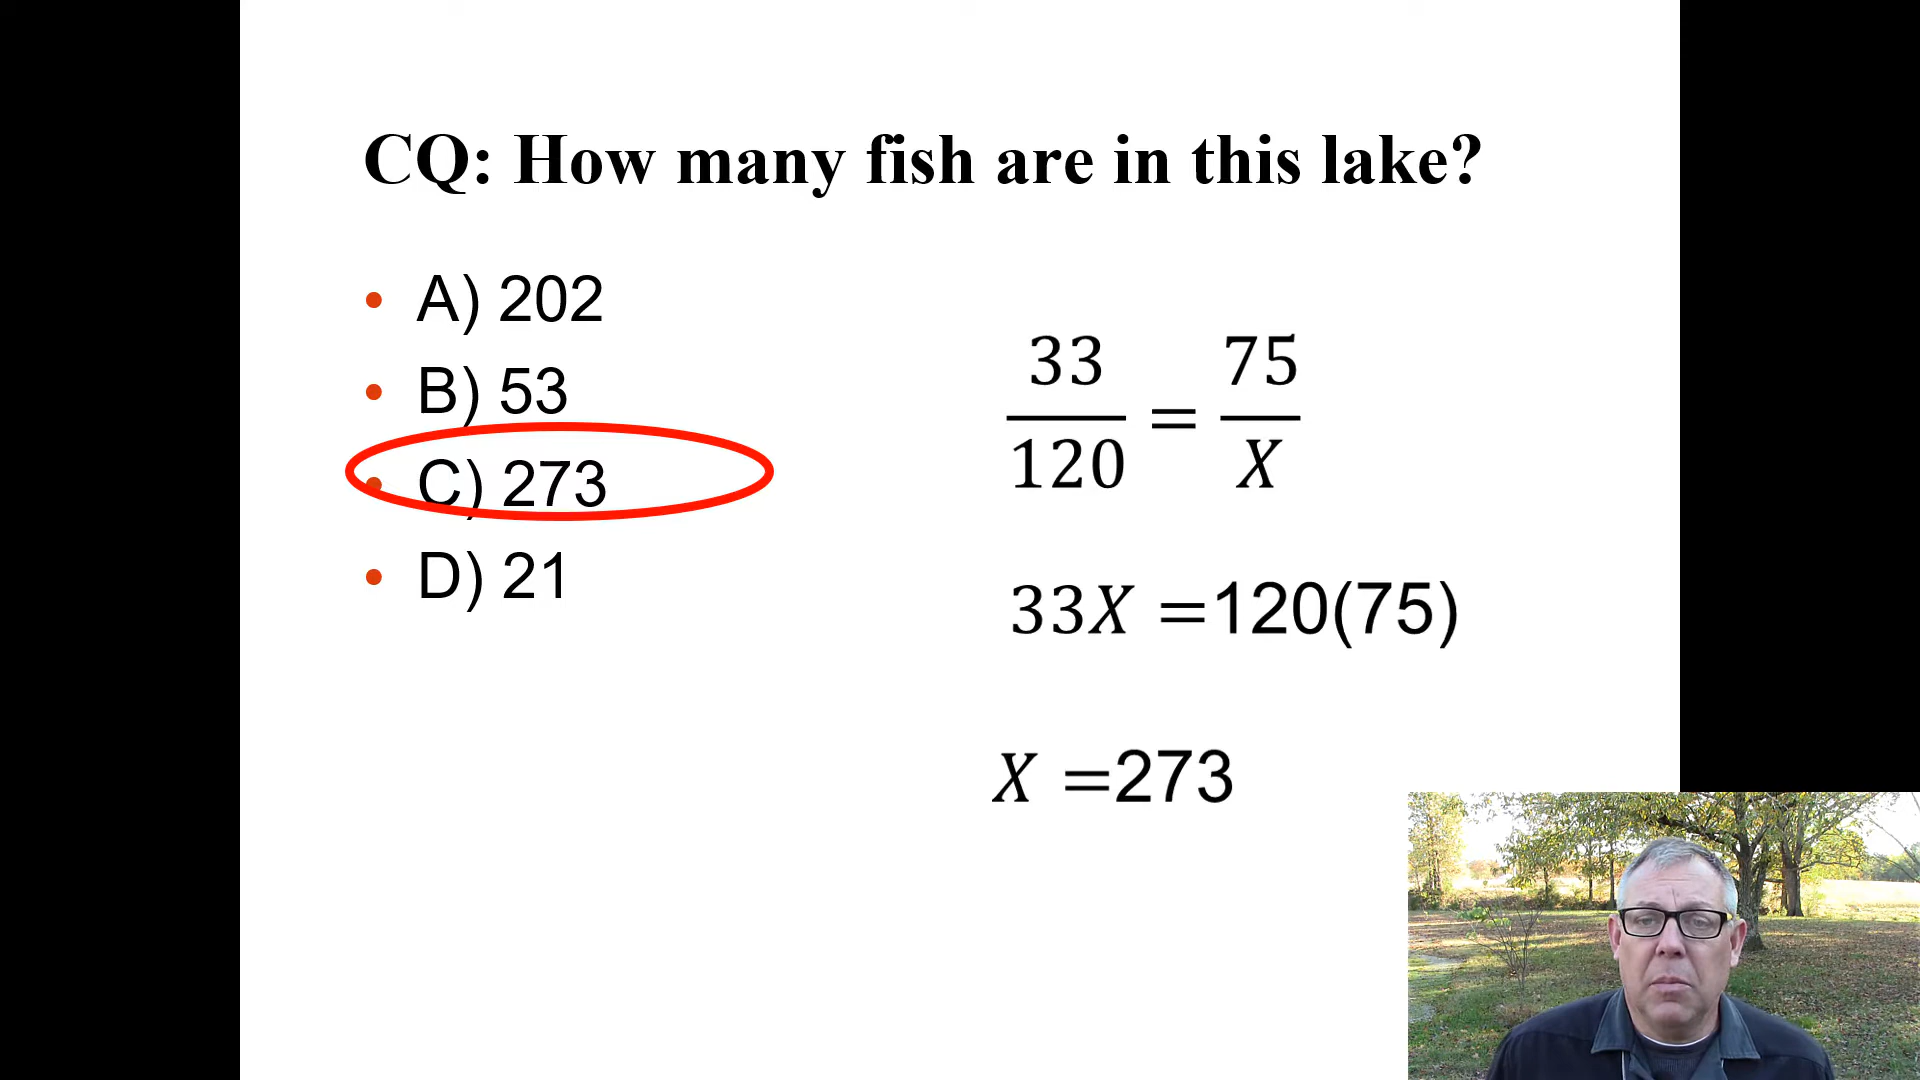 CQ: How many fish are in this lake?
• A) 202
• B) 53
• C) 273
• D) 21
33/120 = 75/X
33X =120(75)
X =273